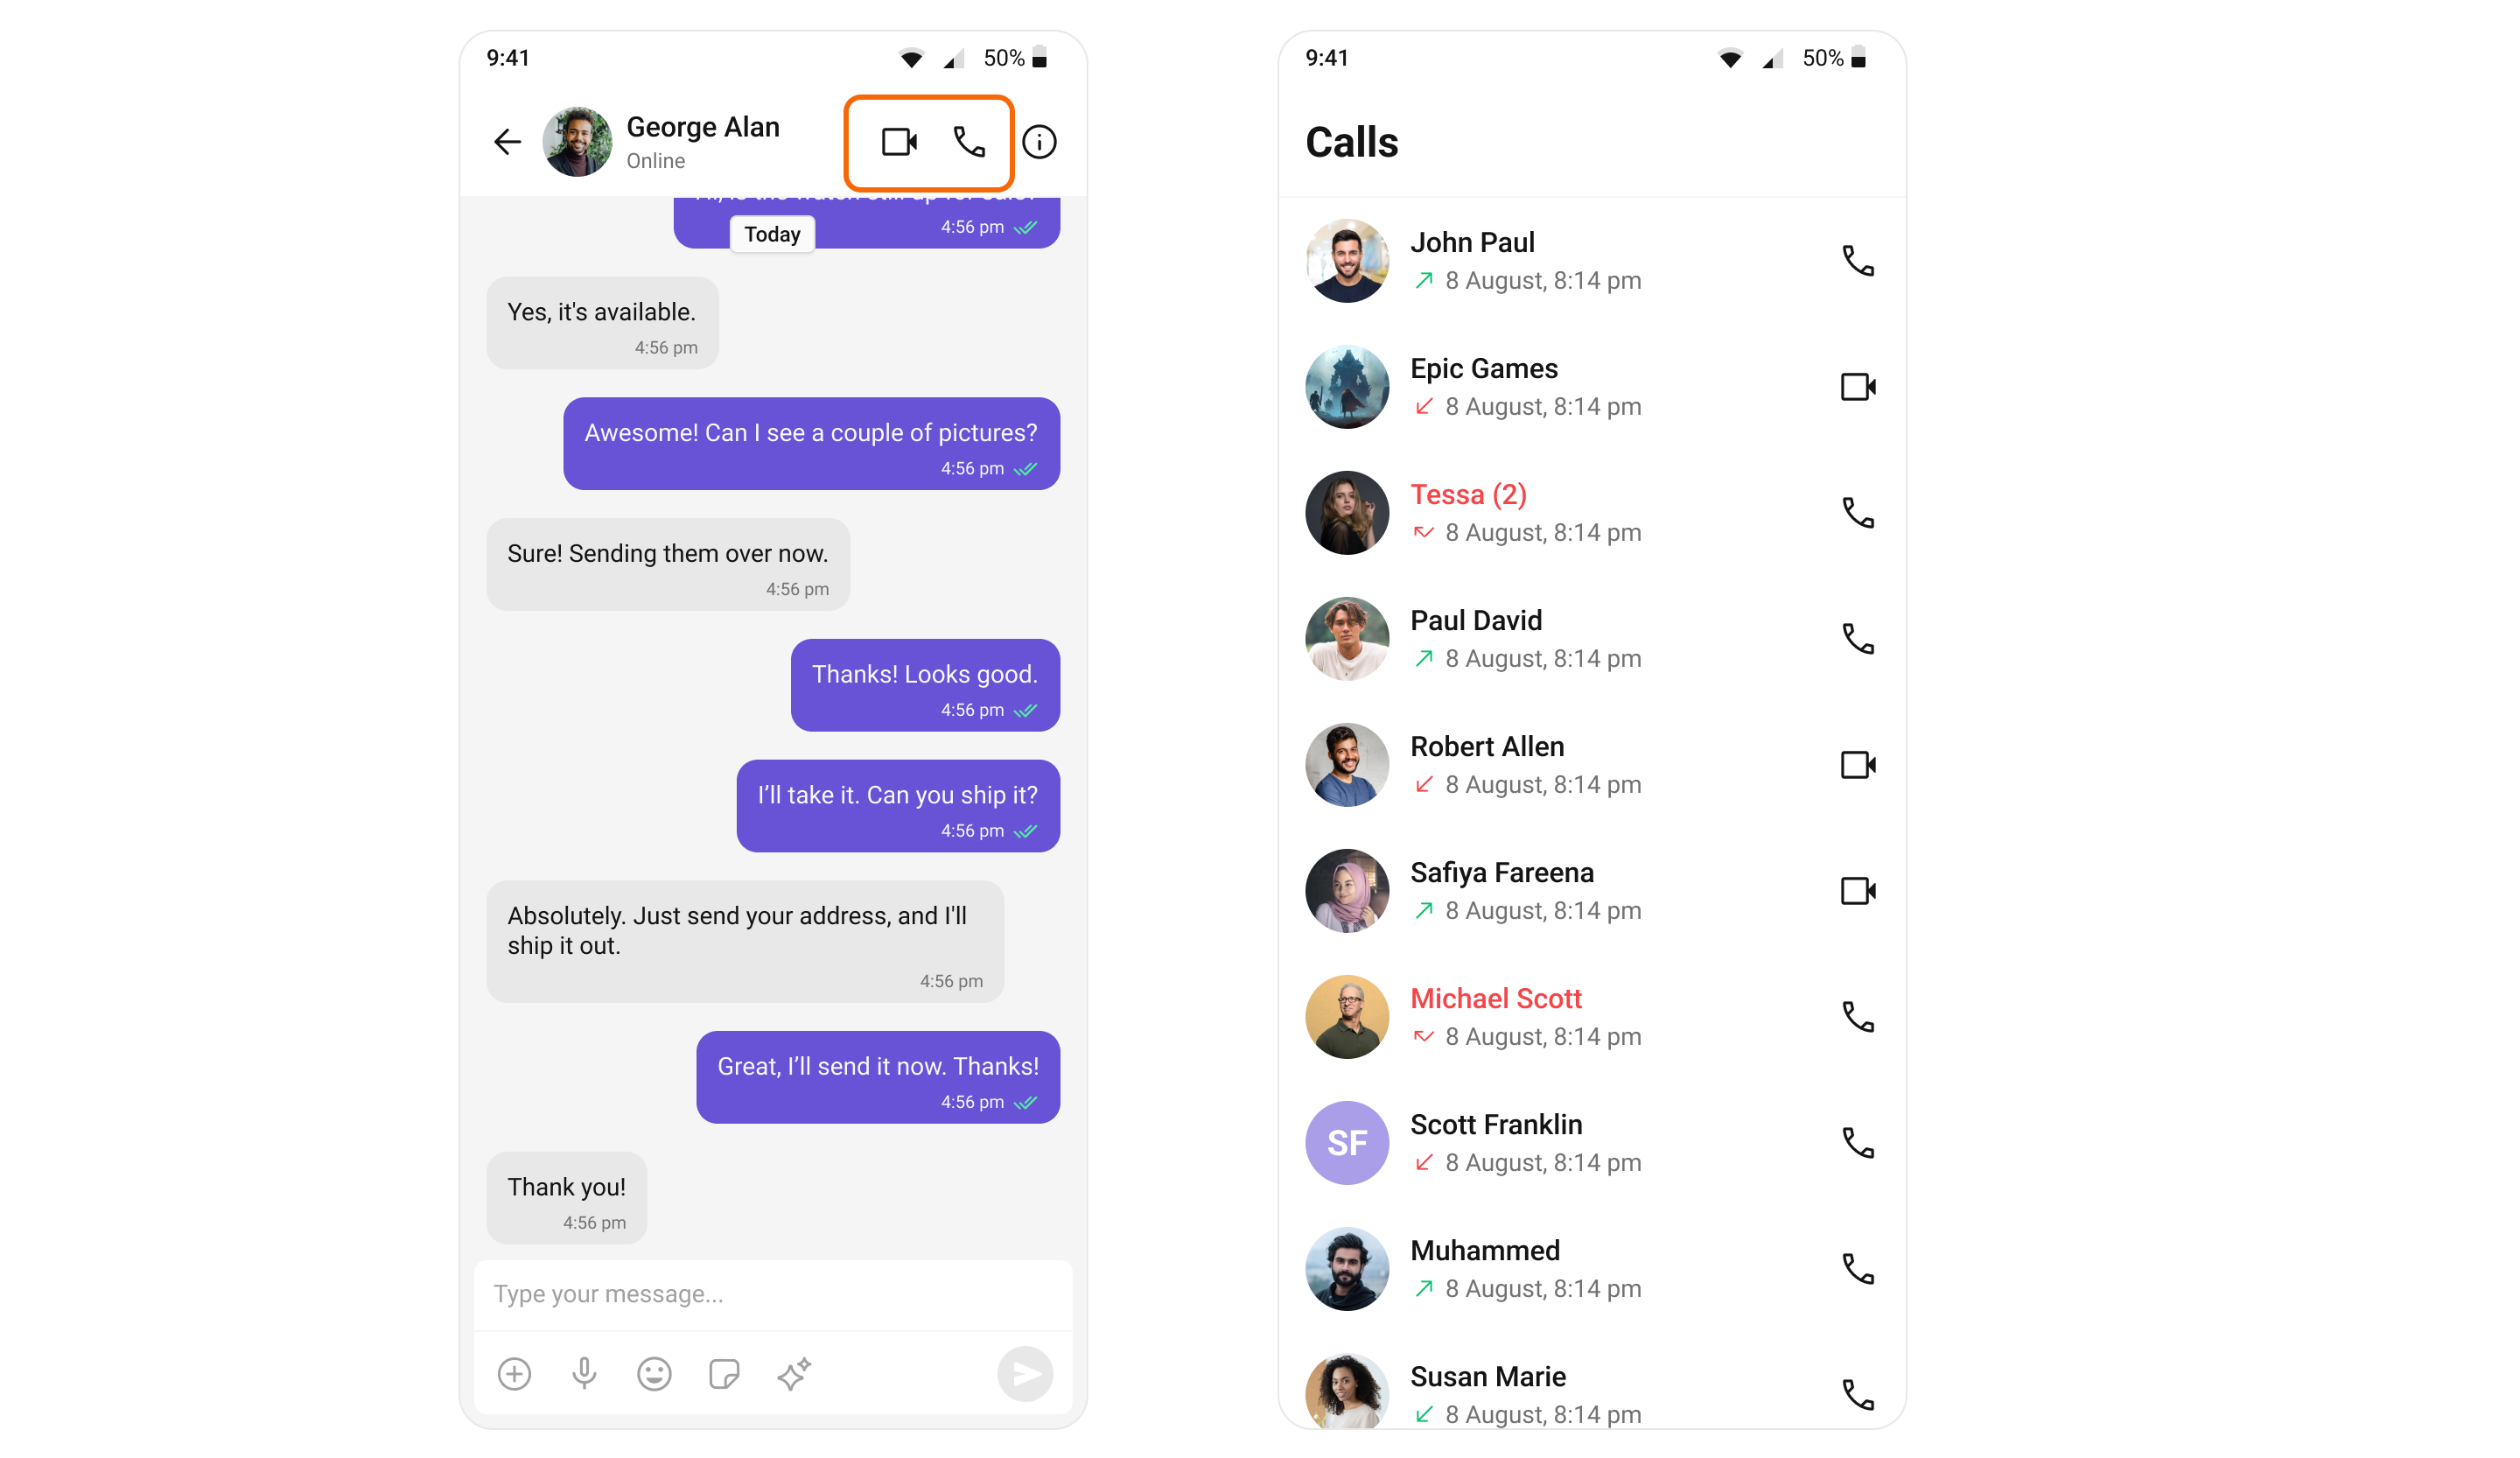 9:41
50%
George Alan
Online
4:56 pm
Today
Yes, it's available.
4:56 pm
Awesome! Can I see a couple of pictures?
4:56 pm
Sure! Sending them over now.
4:56 pm
Thanks! Looks good.
4:56 pm
I’ll take it. Can you ship it?
4:56 pm
Absolutely. Just send your address, and I'll
ship it out.
4:56 pm
Great, I’ll send it now. Thanks!
4:56 pm
Thank you!
4:56 pm
Type your message...
9:41
50%
Calls
John Paul
8 August, 8:14 pm
Epic Games
8 August, 8:14 pm
Tessa (2)
8 August, 8:14 pm
Paul David
8 August, 8:14 pm
Robert Allen
8 August, 8:14 pm
Safiya Fareena
8 August, 8:14 pm
Michael Scott
8 August, 8:14 pm
SF
Scott Franklin
8 August, 8:14 pm
Muhammed
8 August, 8:14 pm
Susan Marie
8 August, 8:14 pm